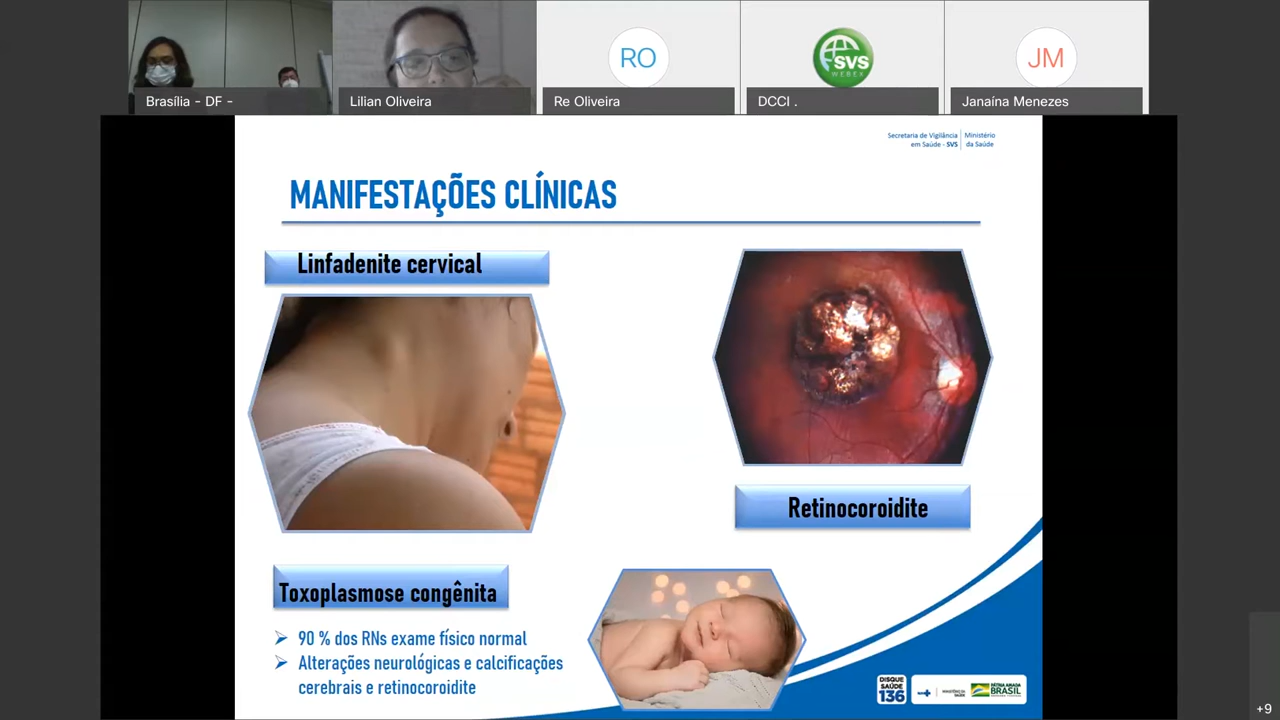 Brasília - DF -
Lilian Oliveira
RO
Re Oliveira
SVS
WEBEX
DCCI .
JM
Janaína Menezes
Secretaria de Vigilância
em Saúde - SVS
Ministério
da Saúde
MANIFESTAÇÕES CLÍNICAS
Linfadenite cervical
Retinocoroidite
Toxoplasmose congênita
90 % dos RNs exame físico normal
Alterações neurológicas e calcificações
cerebrais e retinocoroidite
DISQUE
SAÚDE
136
MINISTÉRIO DA
SAÚDE
PÁTRIA AMADA
BRASIL
+9